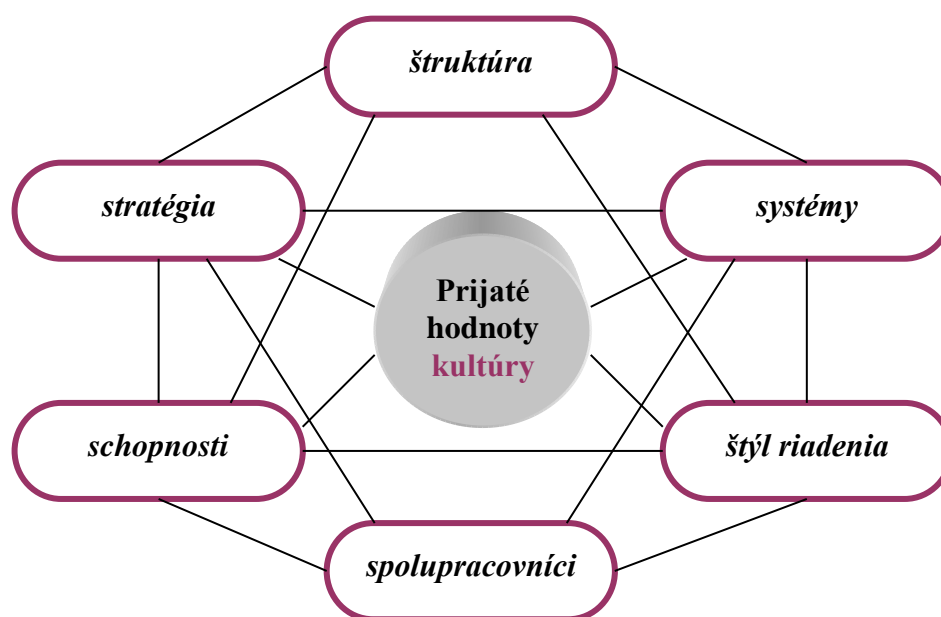 štruktúra
stratégia
systémy
Prijaté
hodnoty
kultúry
schopnosti
štýl riadenia
spolupracovníci